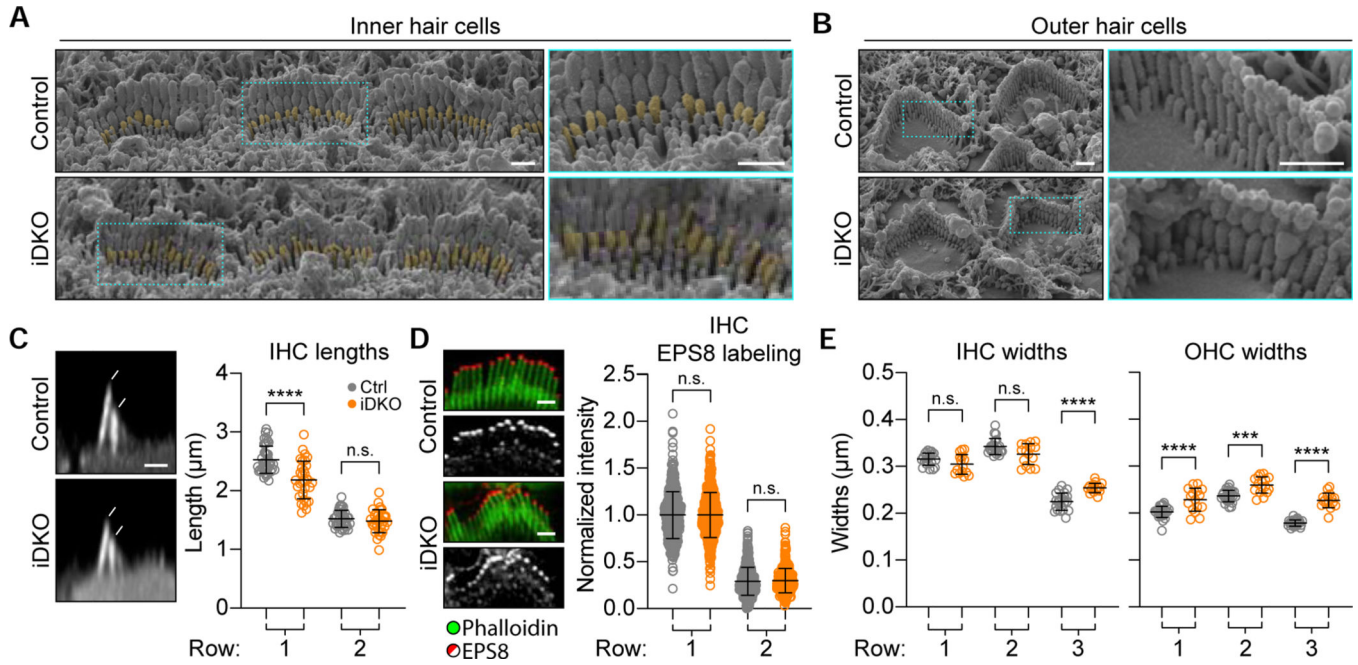 A
Inner hair cells
Control
iDKO
B
Outer hair cells
Control
iDKO
C
Control
iDKO
IHC lengths
Length (µm)
4
3
2
1
0
Ctrl
iDKO
****
n.s.
Row: 1 2
D
Control
iDKO
Phalloidin
EPS8
IHC
EPS8 labeling
Normalized intensity
2.5
2.0
1.5
1.0
0.5
0.0
n.s.
n.s.
1 2
E
IHC widths
Widths (µm)
0.5
0.4
0.3
0.2
0.1
0.0
n.s.
n.s.
****
Row: 1 2 3
OHC widths
****
***
****
1 2 3